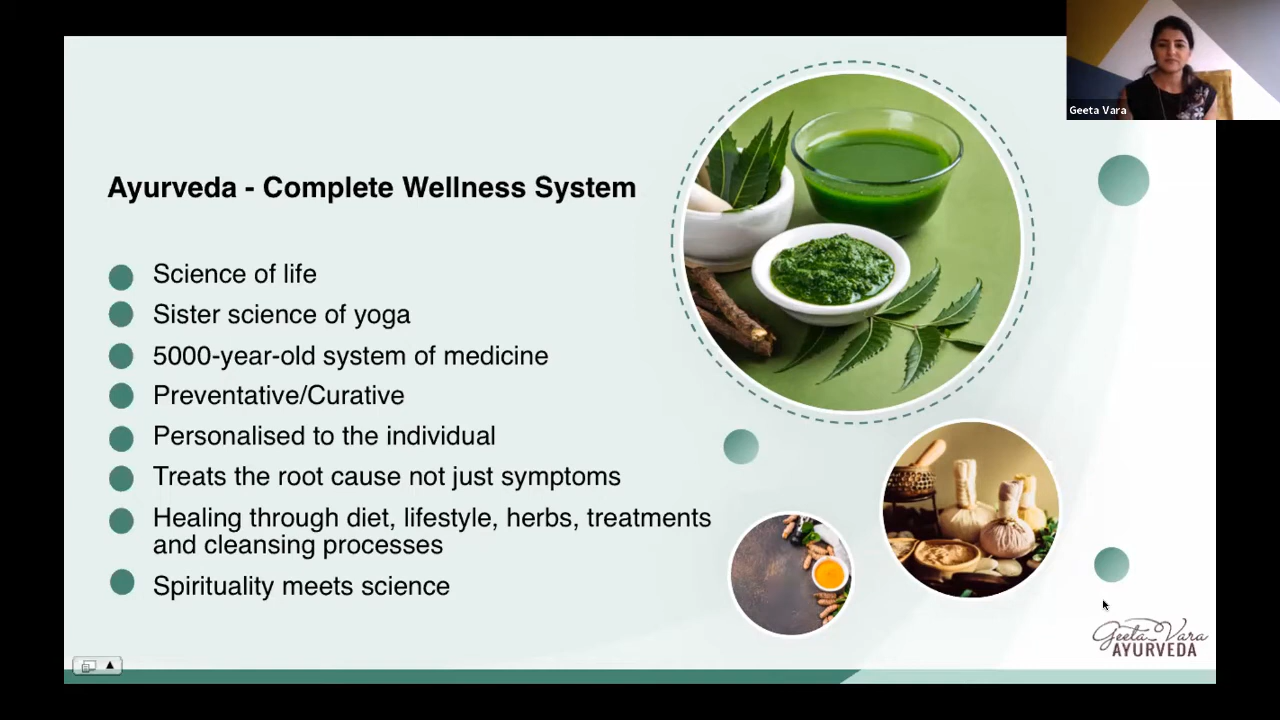 Geeta Vara
Ayurveda - Complete Wellness System
Science of life
Sister science of yoga
5000-year-old system of medicine
Preventative/Curative
Personalised to the individual
Treats the root cause not just symptoms
Healing through diet, lifestyle, herbs, treatments
and cleansing processes
Spirituality meets science
Geeta Vara
AYURVEDA